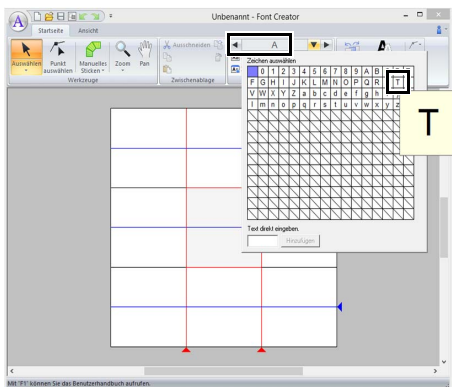 Unbenannt - Font Creator
Startseite Ansicht
Auswählen
Punkt auswählen
Manuelles Sticken
Zoom
Pan
Ausschneiden
Werkzeuge
Zwischenablage
A
Zeichen auswählen
0 1 2 3 4 5 6 7 8 9 A B
F G H I J K L M N O P Q R T
V W X Y Z a b c d e f g h
l m n o p q r s t u v w x y z
T
Text direkt eingeben.
Hinzufügen
Mit 'F1' können Sie das Benutzerhandbuch aufrufen.